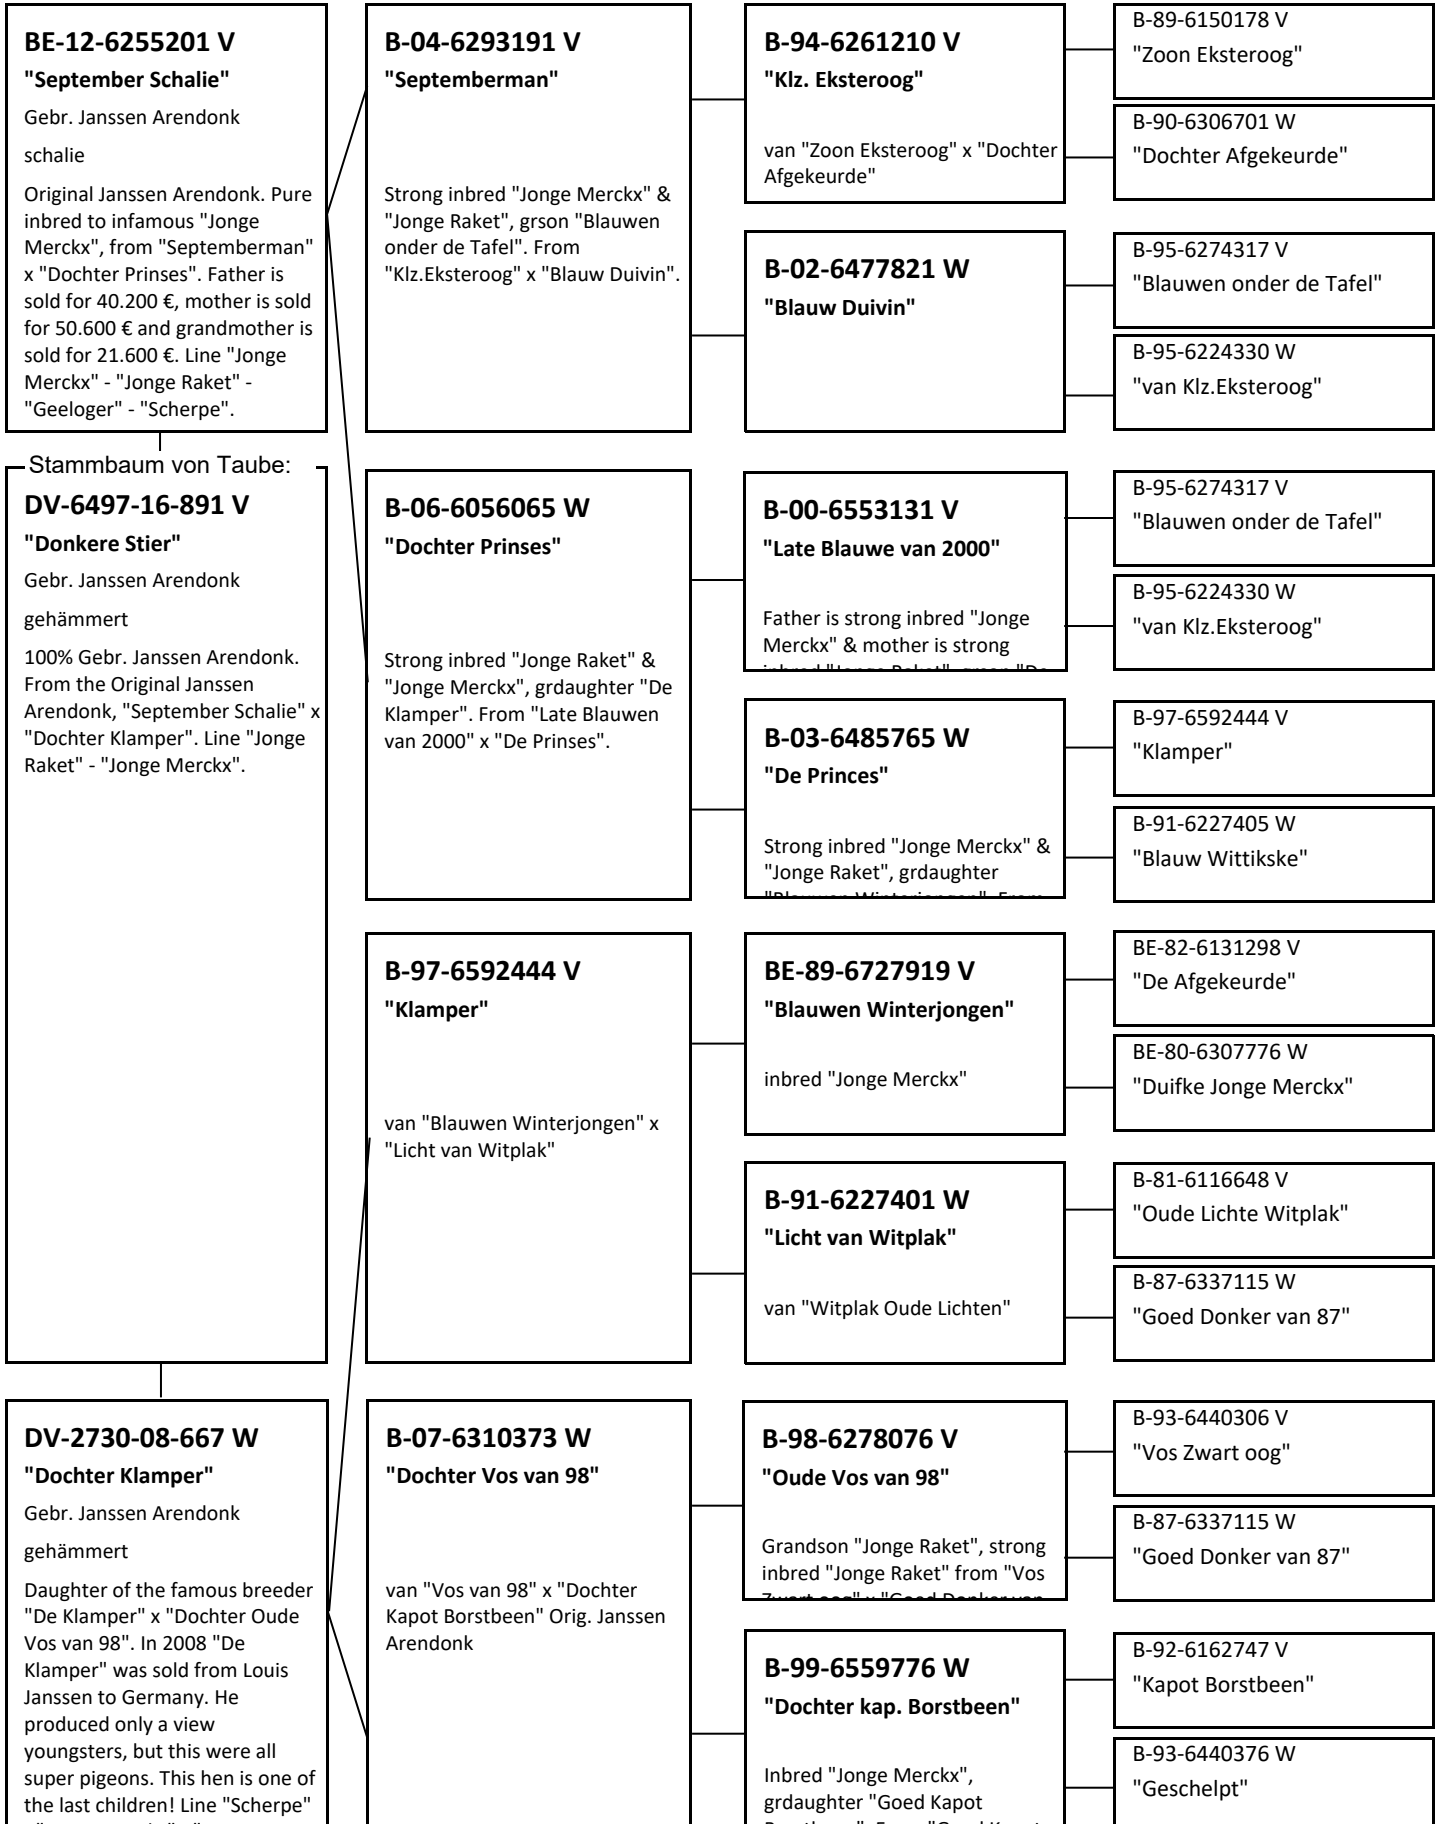 BE-12-6255201 V
"September Schalie"
Gebr. Janssen Arendonk
schalie
Original Janssen Arendonk. Pure
inbred to infamous "Jonge
Merckx", from "Septemberman"
x "Dochter Prinses". Father is
sold for 40.200 €, mother is sold
for 50.600 € and grandmother is
sold for 21.600 €. Line "Jonge
Merckx" - "Jonge Raket" -
"Geeloger" - "Scherpe".
Stammbaum von Taube:
DV-6497-16-891 V
"Donkere Stier"
Gebr. Janssen Arendonk
gehämmert
100% Gebr. Janssen Arendonk.
From the Original Janssen
Arendonk, "September Schalie" x
"Dochter Klamper". Line "Jonge
Raket" - "Jonge Merckx".
DV-2730-08-667 W
"Dochter Klamper"
Gebr. Janssen Arendonk
gehämmert
Daughter of the famous breeder
"De Klamper" x "Dochter Oude
Vos van 98". In 2008 "De
Klamper" was sold from Louis
Janssen to Germany. He
produced only a view
youngsters, but this were all
super pigeons. This hen is one of
the last children! Line "Scherpe"
B-04-6293191 V
"Septemberman"
Strong inbred "Jonge Merckx" &
"Jonge Raket", grson "Blauwen
onder de Tafel". From
"Klz.Eksteroog" x "Blauw Duivin".
B-06-6056065 W
"Dochter Prinses"
Strong inbred "Jonge Raket" &
"Jonge Merckx", grdaughter "De
Klamper". From "Late Blauwen
van 2000" x "De Prinses".
B-97-6592444 V
"Klamper"
van "Blauwen Winterjongen" x
"Licht van Witplak"
B-07-6310373 W
"Dochter Vos van 98"
van "Vos van 98" x "Dochter
Kapot Borstbeen" Orig. Janssen
Arendonk
B-94-6261210 V
"Klz. Eksteroog"
van "Zoon Eksteroog" x "Dochter
Afgekeurde"
B-02-6477821 W
"Blauw Duivin"
B-00-6553131 V
"Late Blauwe van 2000"
Father is strong inbred "Jonge
Merckx" & mother is strong
inbred "Jonge Raket", grson "De
B-03-6485765 W
"De Princes"
Strong inbred "Jonge Merckx" &
"Jonge Raket", grdaughter
"Blauwen Winterjongen". From
BE-89-6727919 V
"Blauwen Winterjongen"
inbred "Jonge Merckx"
B-91-6227401 W
"Licht van Witplak"
van "Witplak Oude Lichten"
B-98-6278076 V
"Oude Vos van 98"
Grandson "Jonge Raket", strong
inbred "Jonge Raket" from "Vos
Zwart oog" x "Goed Donker van
B-99-6559776 W
"Dochter kap. Borstbeen"
Inbred "Jonge Merckx",
grdaughter "Goed Kapot
B-89-6150178 V
"Zoon Eksteroog"
B-90-6306701 W
"Dochter Afgekeurde"
B-95-6274317 V
"Blauwen onder de Tafel"
B-95-6224330 W
"van Klz.Eksteroog"
B-95-6274317 V
"Blauwen onder de Tafel"
B-95-6224330 W
"van Klz.Eksteroog"
B-97-6592444 V
"Klamper"
B-91-6227405 W
"Blauw Wittikske"
BE-82-6131298 V
"De Afgekeurde"
BE-80-6307776 W
"Duifke Jonge Merckx"
B-81-6116648 V
"Oude Lichte Witplak"
B-87-6337115 W
"Goed Donker van 87"
B-93-6440306 V
"Vos Zwart oog"
B-87-6337115 W
"Goed Donker van 87"
B-92-6162747 V
"Kapot Borstbeen"
B-93-6440376 W
"Geschelpt"